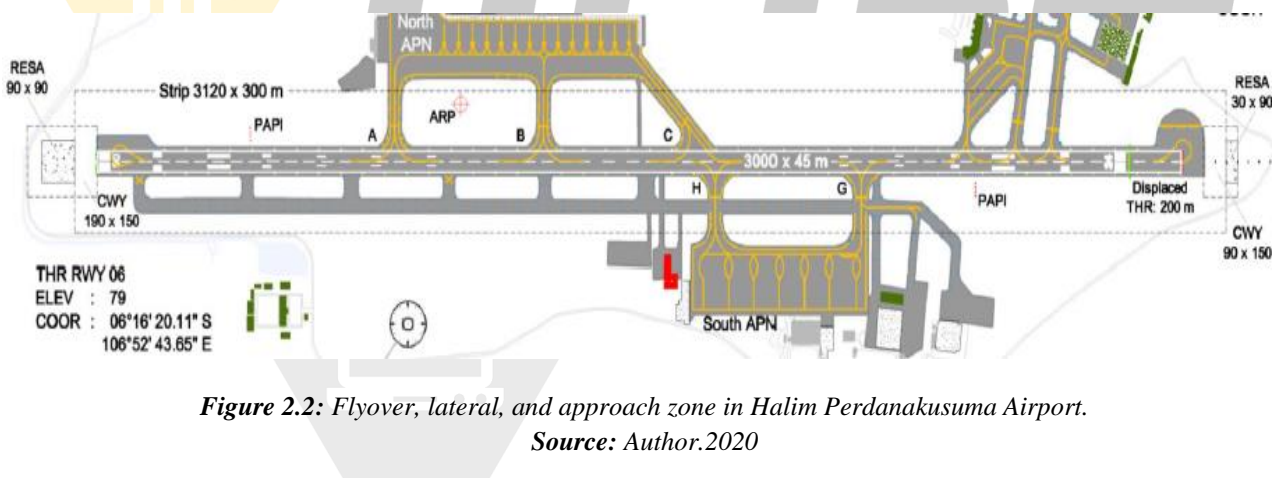 North
APN
RESA
90 x 90
Strip 3120 x 300 m
PAPI
ARP
A
B
C
RESA
30 x 90
3000 x 45 m
H
G
CWY
190 x 150
PAPI
Displaced
THR: 200 m
CWY
90 x 150
THR RWY 06
ELEV : 79
COOR : 06°16' 20.11" S
106°52' 43.65" E
South APN
Figure 2.2: Flyover, lateral, and approach zone in Halim Perdanakusuma Airport.
Source: Author.2020